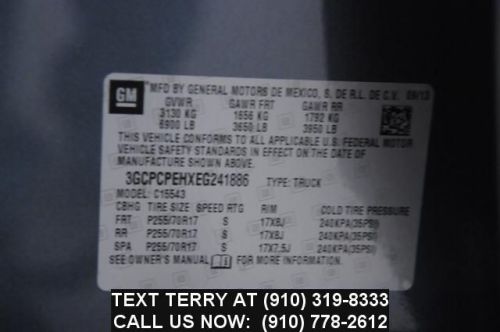 GM MFD BY GENERAL MOTORS DE MEXICO, S. DE R.L. DE C.V. 09/13
GVWR GAWR FRT GAWR RR
3130 KG 1656 KG 1792 KG
6900 LB 3650 LB 3950 LB
THIS VEHICLE CONFORMS TO ALL APPLICABLE U.S. FEDERAL MOTOR
VEHICLE SAFETY STANDARDS IN EFFECT ON THE DATE OF
MANUFACTURE SHOWN ABOVE.
3GCPCPEHXEG241886 TYPE: TRUCK
MODEL: C15543
CBHG TIRE SIZE SPEED RTG RIM COLD TIRE PRESSURE
FRT P255/70R17 S 17X8J 240KPA(35PSI)
RR P255/70R17 S 17X8J 240KPA(35PSI)
SPA P255/70R17 S 17X7.5J 240KPA(35PSI)
SEE OWNER'S MANUAL FOR MORE INFORMATION.
TEXT TERRY AT (910) 319-8333
CALL US NOW: (910) 778-2612